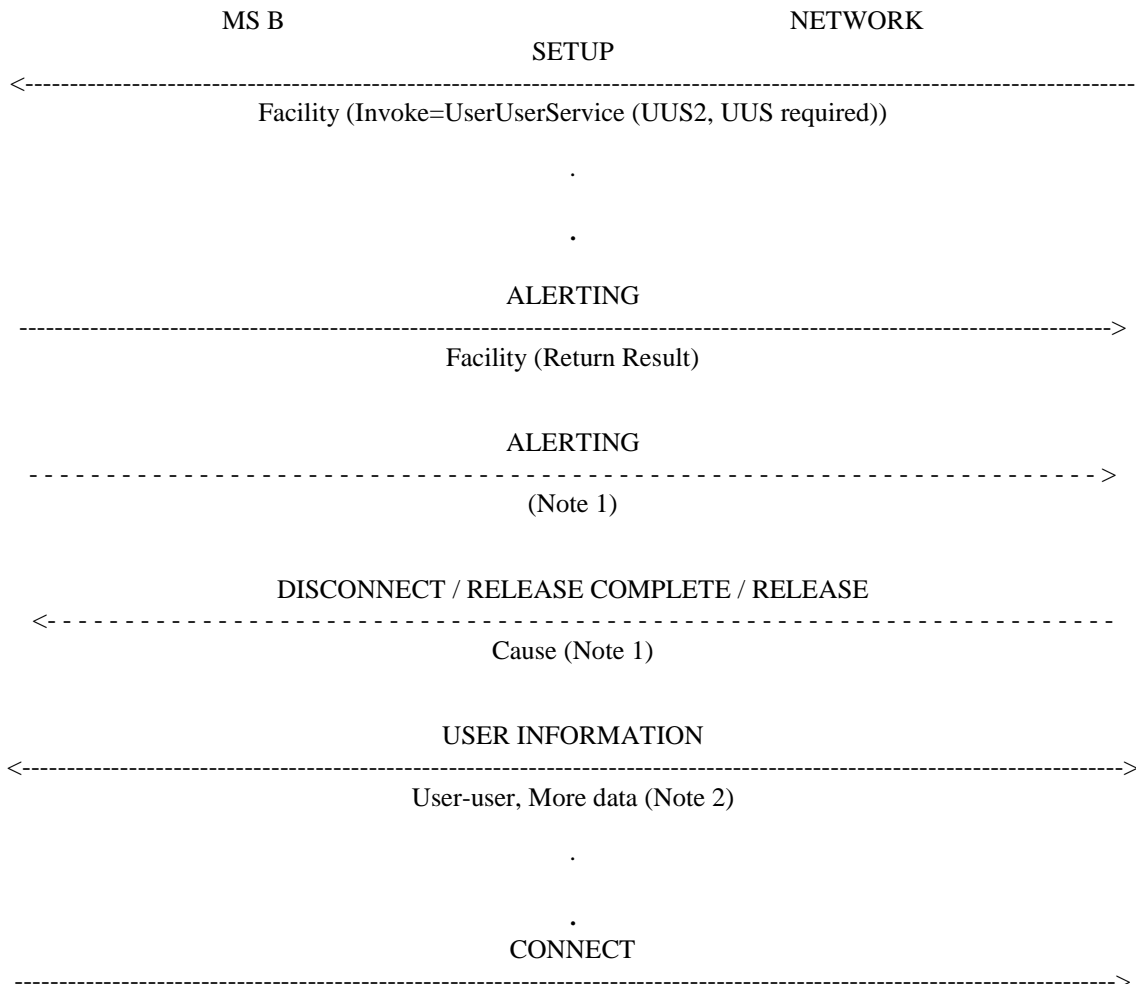 MS B NETWORK
SETUP
<------------------------------------------------------------------------------------------------------------------------------
Facility (Invoke=UserUserService (UUS2, UUS required))
.
.
ALERTING
---------------------------------------------------------------------------------------------------------------------------->
Facility (Return Result)
ALERTING
- - - - - - - - - - - - - - - - - - - - - - - - - - - - - - - - - - - - - - - - - - - - - - - - - - - - - - - - - - - - - - - - - - - - - - >
(Note 1)
DISCONNECT / RELEASE COMPLETE / RELEASE
<- - - - - - - - - - - - - - - - - - - - - - - - - - - - - - - - - - - - - - - - - - - - - - - - - - - - - - - - - - - - - - - - - - - - - -
Cause (Note 1)
USER INFORMATION
<----------------------------------------------------------------------------------------------------------------------------->
User-user, More data (Note 2)
.
.
CONNECT
----------------------------------------------------------------------------------------------------------------------------->